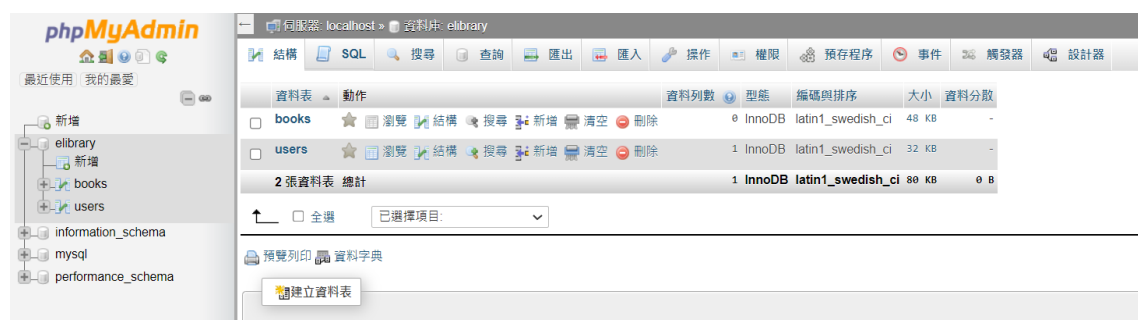 phpMyAdmin
最近使用 我的最愛
新增
elibrary
新增
books
users
information_schema
mysql
performance_schema
伺服器: localhost » 資料庫: elibrary
結構 SQL 搜尋 查詢 匯出 匯入 操作 權限 預存程序 事件 觸發器 設計器
資料表 動作 資料列數 型態 編碼與排序 大小 資料分散
books 瀏覽 結構 搜尋 新增 清空 刪除 0 InnoDB latin1_swedish_ci 48 KB -
users 瀏覽 結構 搜尋 新增 清空 刪除 1 InnoDB latin1_swedish_ci 32 KB -
2 張資料表 總計 1 InnoDB latin1_swedish_ci 80 KB 0 B
全選 已選擇項目:
預覽列印 資料字典
建立資料表